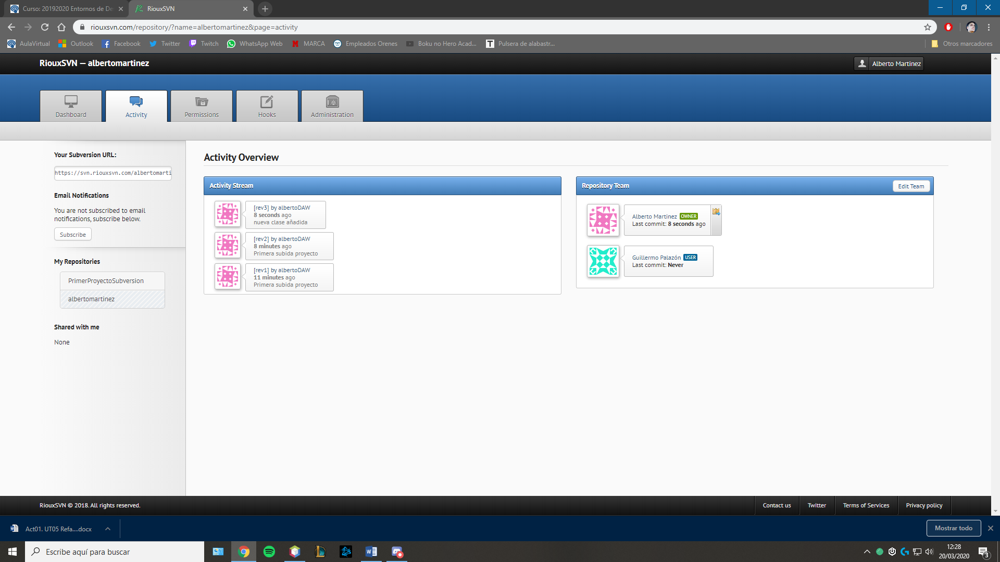 Curso: 20192020 Entornos de De
RiouxSVN
riouxsvn.com/repository/?name=albertomartinez&page=activity
AulaVirtual
Outlook
Facebook
Twitter
Twitch
WhatsApp Web
MARCA
Empleados Orenes
Boku no Hero Acad...
Pulsera de alabastr...
Otros marcadores
RiouxSVN — albertomartinez
Alberto Martinez
Dashboard
Activity
Permissions
Hooks
Administration
Your Subversion URL:
https://svn.riouxsvn.com/albertomarti
Email Notifications
You are not subscribed to email
notifications, subscribe below.
Subscribe
My Repositories
PrimerProyectoSubversion
albertomartinez
Shared with me
None
Activity Overview
Activity Stream
[rev3] by albertoDAW
8 seconds ago
nueva clase añadida
[rev2] by albertoDAW
8 minutes ago
Primera subida proyecto
[rev1] by albertoDAW
11 minutes ago
Primera subida proyecto
Repository Team
Edit Team
Alberto Martinez OWNER
Last commit: 8 seconds ago
Guillermo Palazón USER
Last commit: Never
RiouxSVN © 2018. All rights reserved.
Contact us
Twitter
Terms of Services
Privacy policy
Act01. UT05 Refa....docx
Mostrar todo
Escribe aquí para buscar
12:28
20/03/2020
3